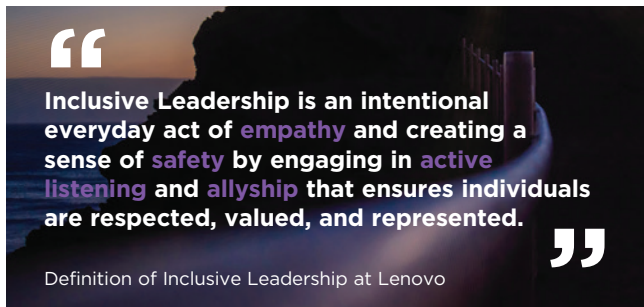 “
Inclusive Leadership is an intentional
everyday act of empathy and creating a
sense of safety by engaging in active
listening and allyship that ensures individuals
are respected, valued, and represented.
”
Definition of Inclusive Leadership at Lenovo